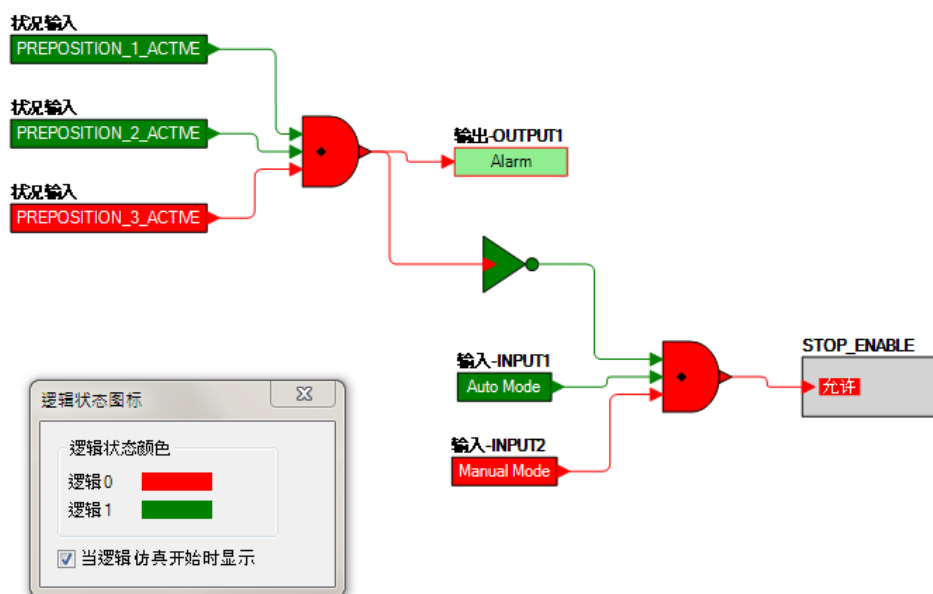 状况输入
PREPOSITION_1_ACTIVE
状况输入
PREPOSITION_2_ACTIVE
状况输入
PREPOSITION_3_ACTIVE
输出-OUTPUT1
Alarm
输入-INPUT1
Auto Mode
输入-INPUT2
Manual Mode
STOP_ENABLE
允许
逻辑状态图标
逻辑状态颜色
逻辑0
逻辑1
当逻辑仿真开始时显示